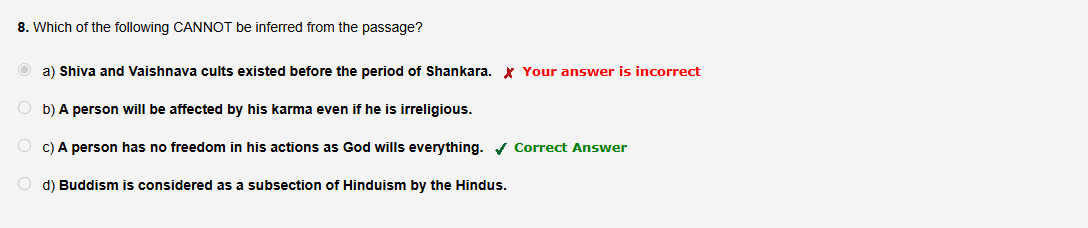 8. Which of the following CANNOT be inferred from the passage?
a) Shiva and Vaishnava cults existed before the period of Shankara. ✗ Your answer is incorrect
b) A person will be affected by his karma even if he is irreligious.
c) A person has no freedom in his actions as God wills everything. ✓ Correct Answer
d) Buddism is considered as a subsection of Hinduism by the Hindus.